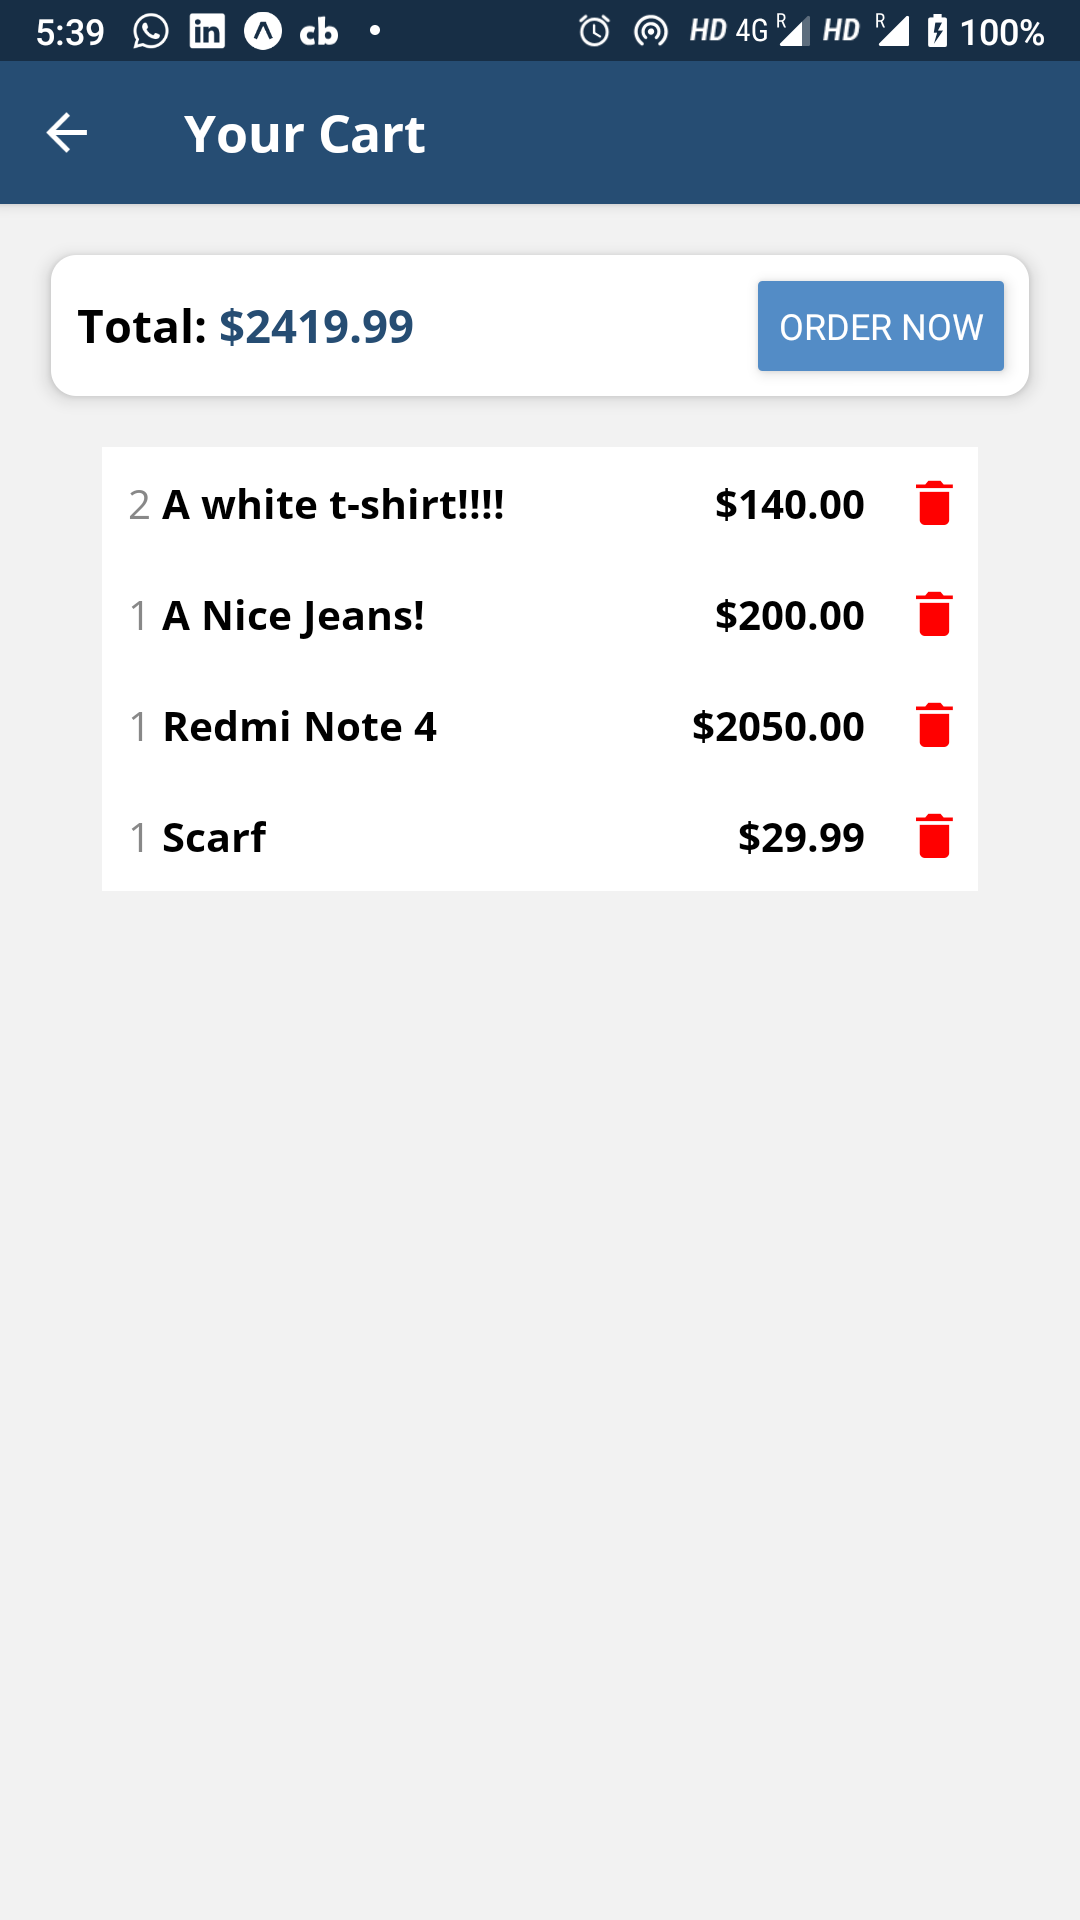 5:39 in cb HD 4G R HD R 100%
Your Cart
Total: $2419.99 ORDER NOW
2 A white t-shirt!!!! $140.00
1 A Nice Jeans! $200.00
1 Redmi Note 4 $2050.00
1 Scarf $29.99